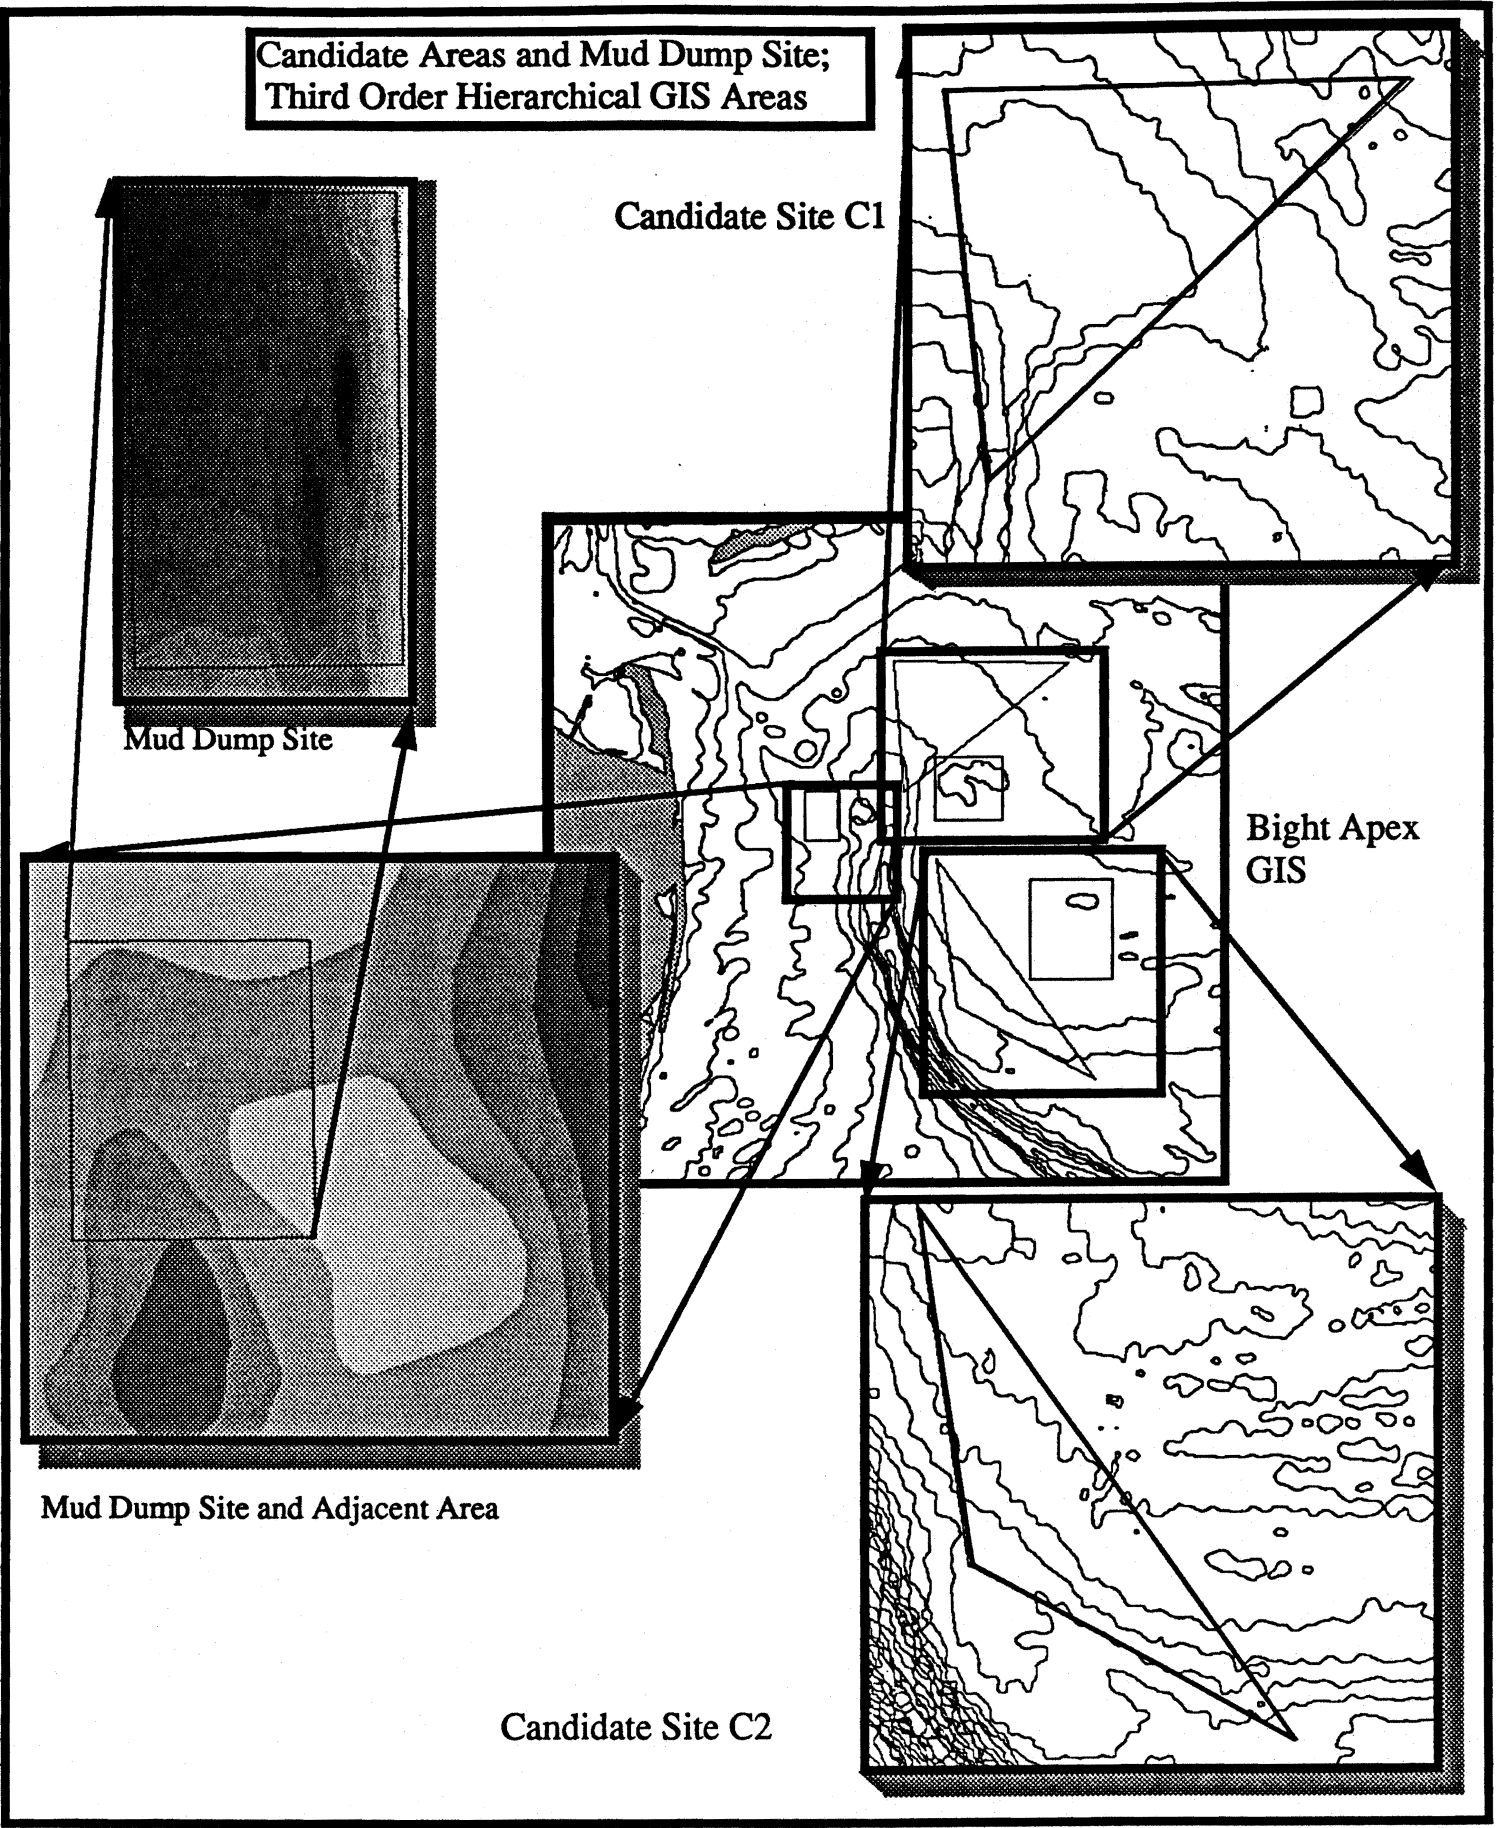 Candidate Areas and Mud Dump Site;
Third Order Hierarchical GIS Areas
Candidate Site C1
Mud Dump Site
Bight Apex
GIS
Mud Dump Site and Adjacent Area
Candidate Site C2